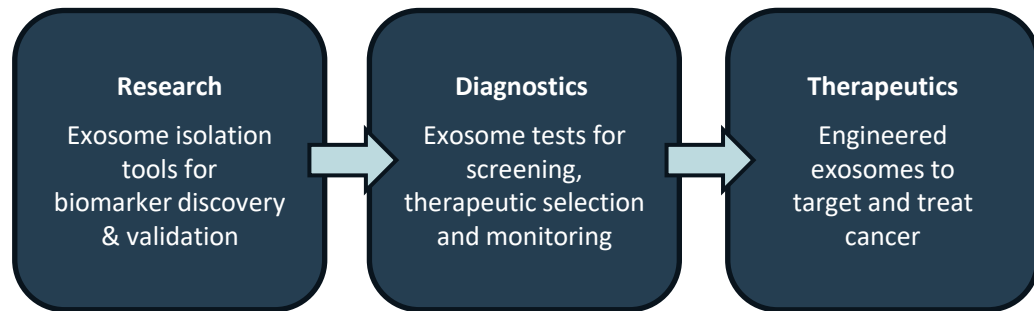 Research
Exosome isolation
tools for
biomarker discovery
& validation
Diagnostics
Exosome tests for
screening,
therapeutic selection
and monitoring
Therapeutics
Engineered
exosomes to
target and treat
cancer